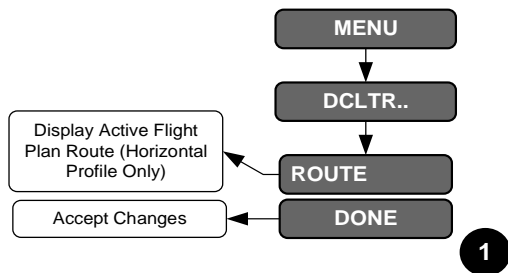 MENU
DCLTR..
Display Active Flight
Plan Route (Horizontal
Profile Only)
ROUTE
Accept Changes
DONE
1